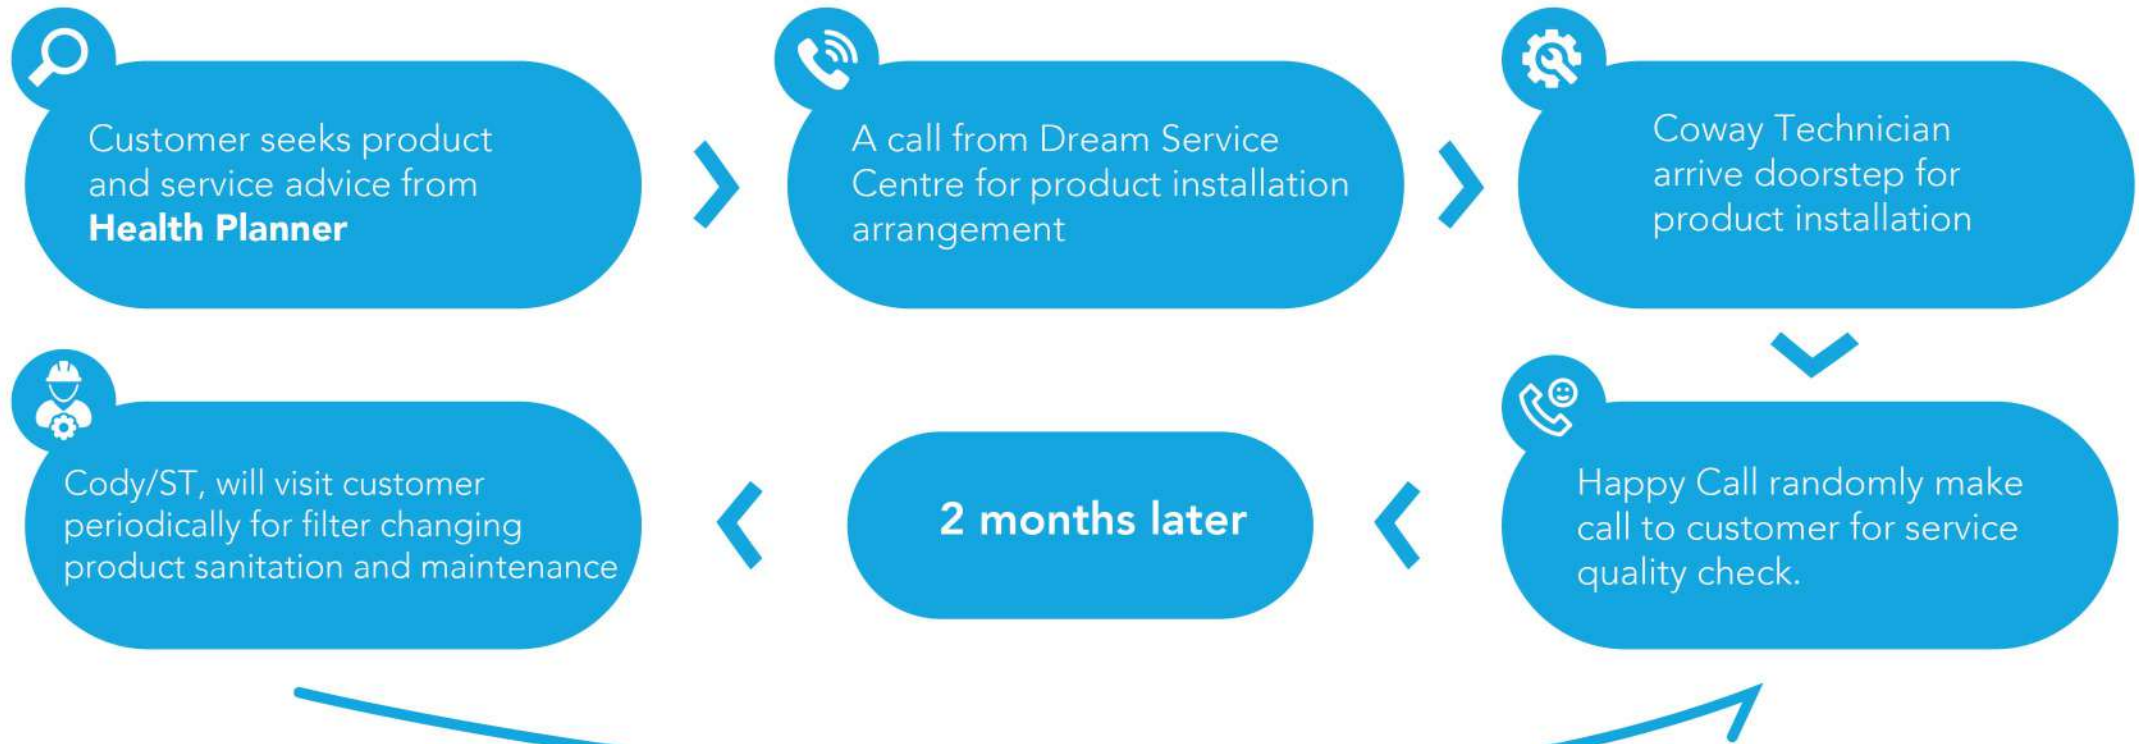 Customer seeks product
and service advice from
Health Planner
A call from Dream Service
Centre for product installation
arrangement
Coway Technician
arrive doorstep for
product installation
Happy Call randomly make
call to customer for service
quality check.
2 months later
Cody/ST, will visit customer
periodically for filter changing
product sanitation and maintenance